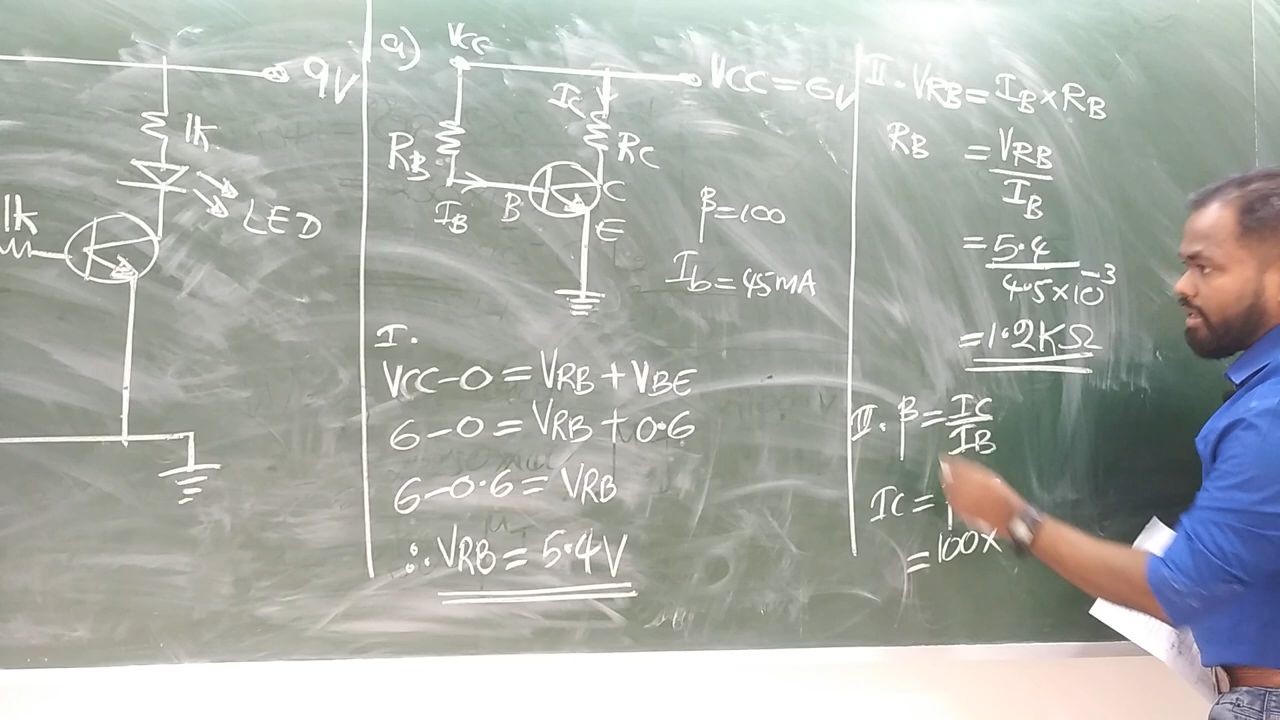 9V
1k
LED
1k
a)
VCC
VCC=6V
IC
RB
RC
IB
B
C
E
β=100
Ib=45mA
I.
VCC-0=VRB+VBE
6-0=VRB+0.6
6-0.6=VRB
∴VRB=5.4V
II. VRB=IB×RB
RB =VRB/IB
=5.4/4.5×10⁻³
=1.2KΩ
III. β=IC/IB
IC=
=100×